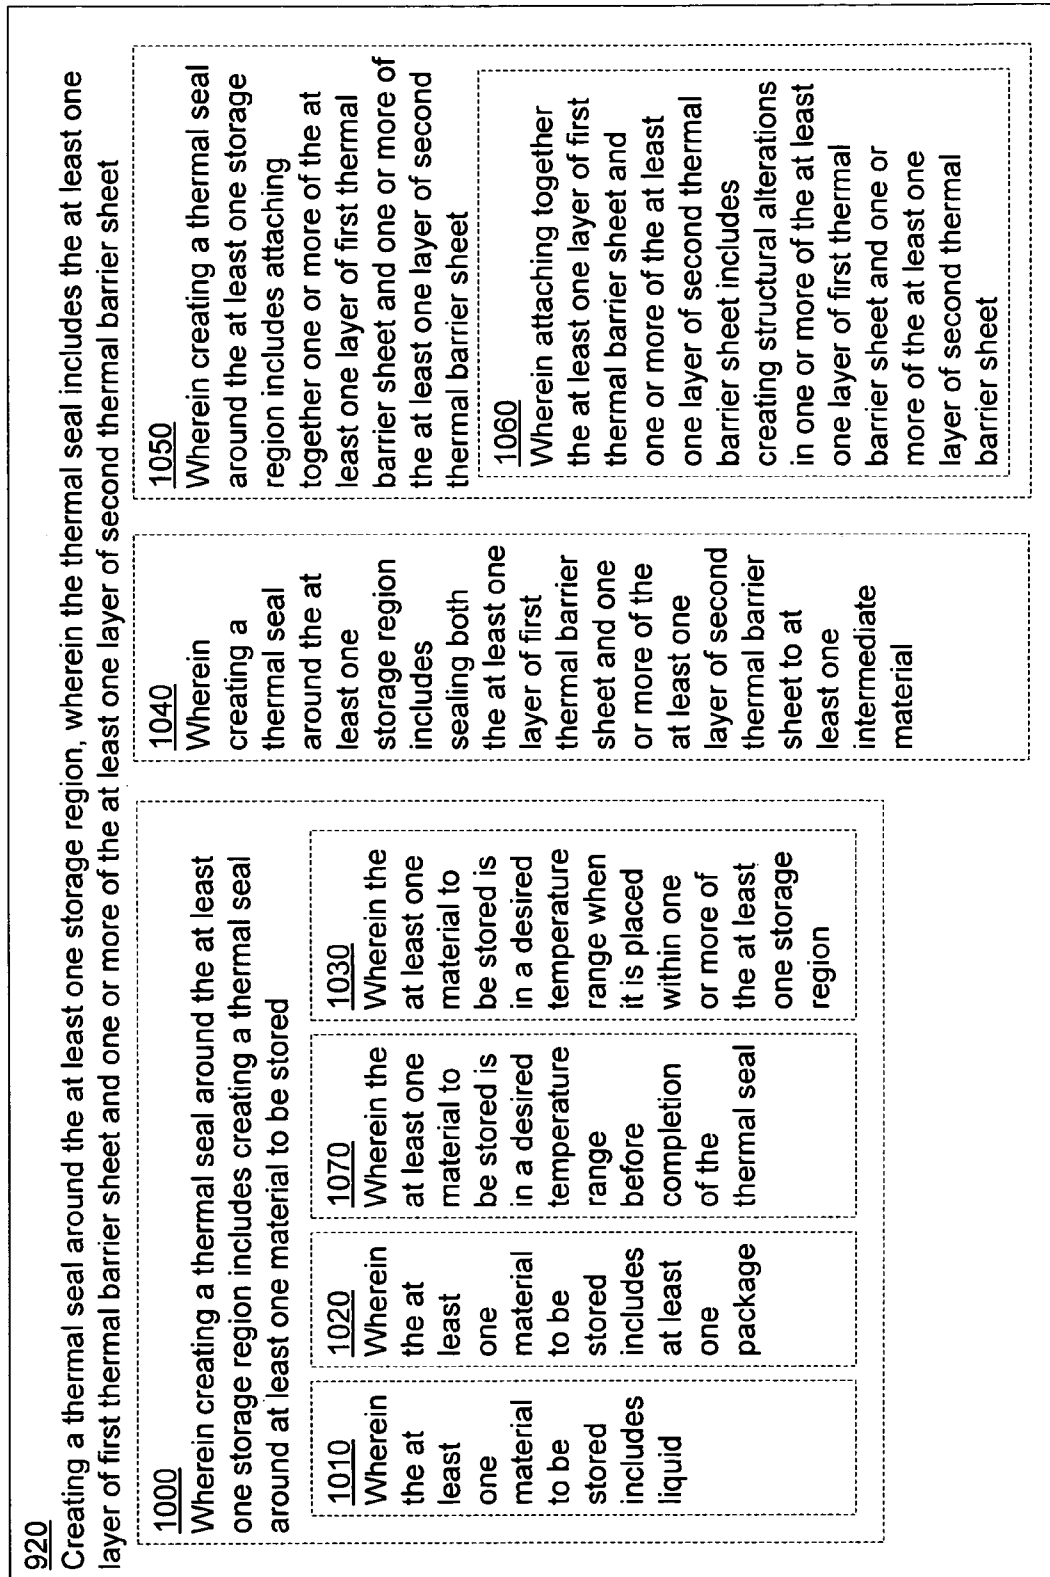 920
Creating a thermal seal around the at least one storage region, wherein the thermal seal includes the at least one
layer of first thermal barrier sheet and one or more of the at least one layer of second thermal barrier sheet
1000
Wherein creating a thermal seal around the at least
one storage region includes creating a thermal seal
around at least one material to be stored
1010
Wherein
the at
least
one
material
to be
stored
includes
liquid
1020
Wherein
the at
least
one
material
to be
stored
includes
at least
one
package
1070
Wherein the
at least one
material to
be stored is
in a desired
temperature
range
before
completion
of the
thermal seal
1030
Wherein the
at least one
material to
be stored is
in a desired
temperature
range when
it is placed
within one
or more of
the at least
one storage
region
1040
Wherein
creating a
thermal seal
around the at
least one
storage region
includes
sealing both
the at least one
layer of first
thermal barrier
sheet and one
or more of the
at least one
layer of second
thermal barrier
sheet to at
least one
intermediate
material
1050
Wherein creating a thermal seal
around the at least one storage
region includes attaching
together one or more of the at
least one layer of first thermal
barrier sheet and one or more of
the at least one layer of second
thermal barrier sheet
1060
Wherein attaching together
the at least one layer of first
thermal barrier sheet and
one or more of the at least
one layer of second thermal
barrier sheet includes
creating structural alterations
in one or more of the at least
one layer of first thermal
barrier sheet and one or
more of the at least one
layer of second thermal
barrier sheet